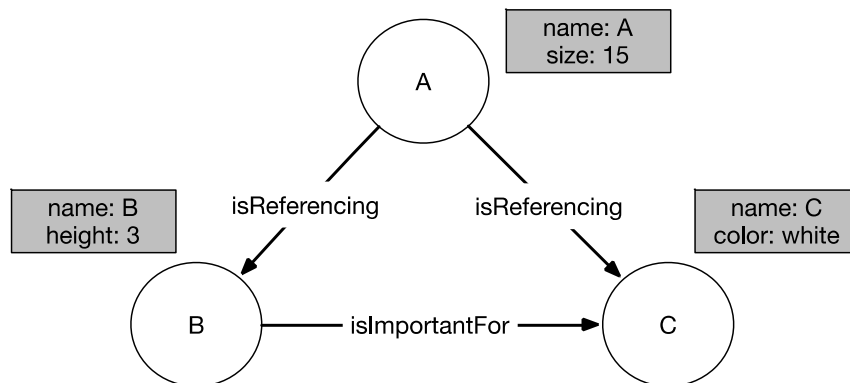 name: A
size: 15
A
isReferencing
isReferencing
name: B
height: 3
name: C
color: white
B
isImportantFor
C